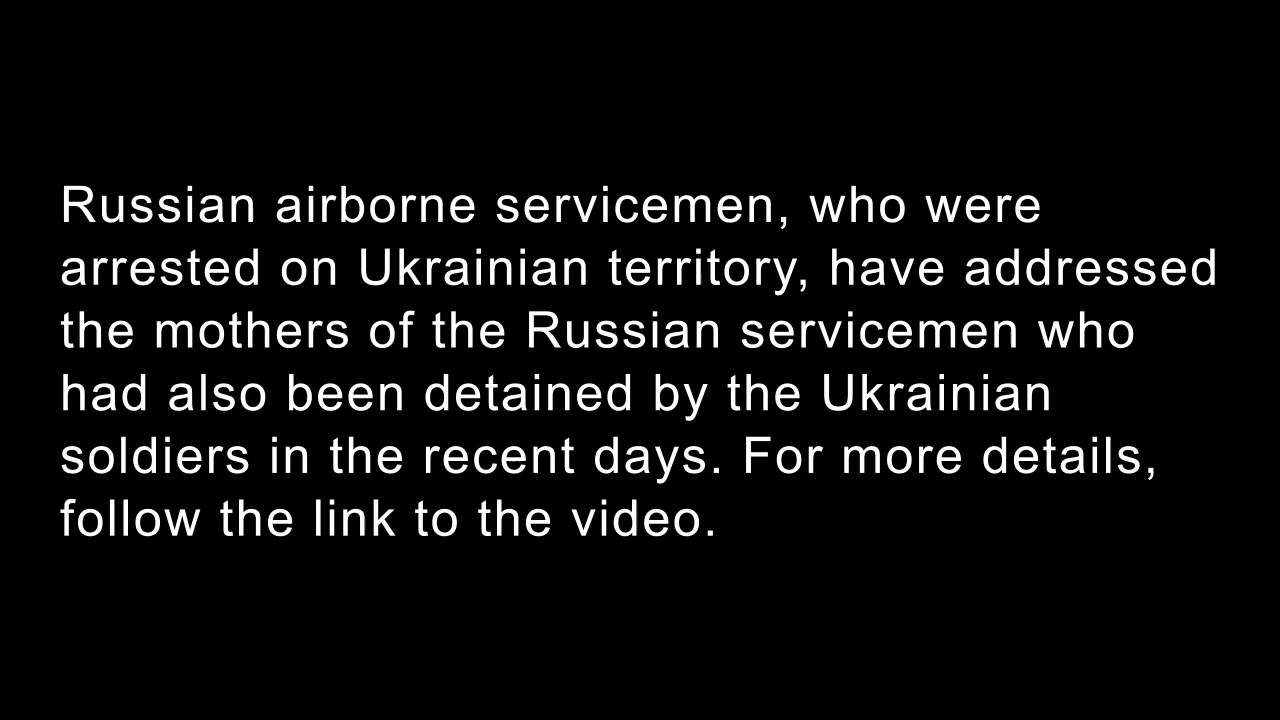 Russian airborne servicemen, who were
arrested on Ukrainian territory, have addressed
the mothers of the Russian servicemen who
had also been detained by the Ukrainian
soldiers in the recent days. For more details,
follow the link to the video.